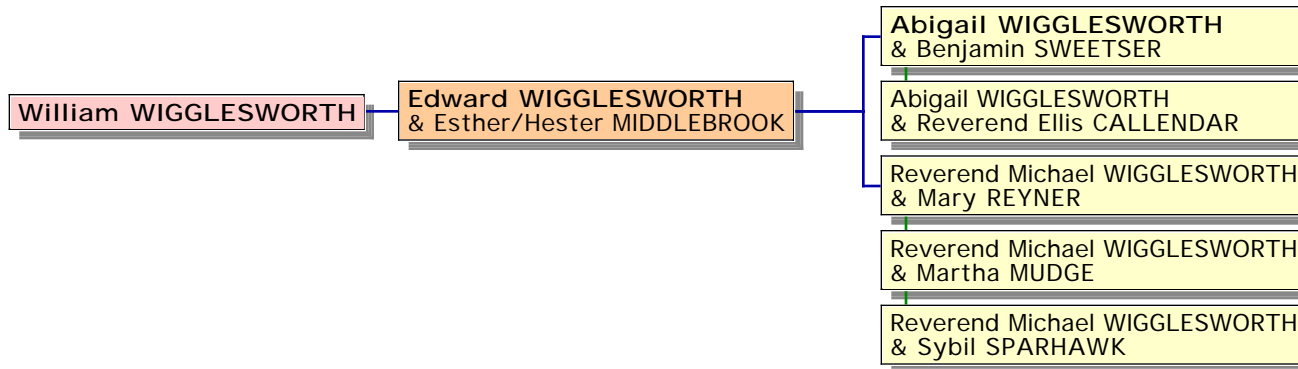 William WIGGLESWORTH
Edward WIGGLESWORTH
& Esther/Hester MIDDLEBROOK
Abigail WIGGLESWORTH
& Benjamin SWEETSER
Abigail WIGGLESWORTH
& Reverend Ellis CALLENDAR
Reverend Michael WIGGLESWORTH
& Mary REYNER
Reverend Michael WIGGLESWORTH
& Martha MUDGE
Reverend Michael WIGGLESWORTH
& Sybil SPARHAWK